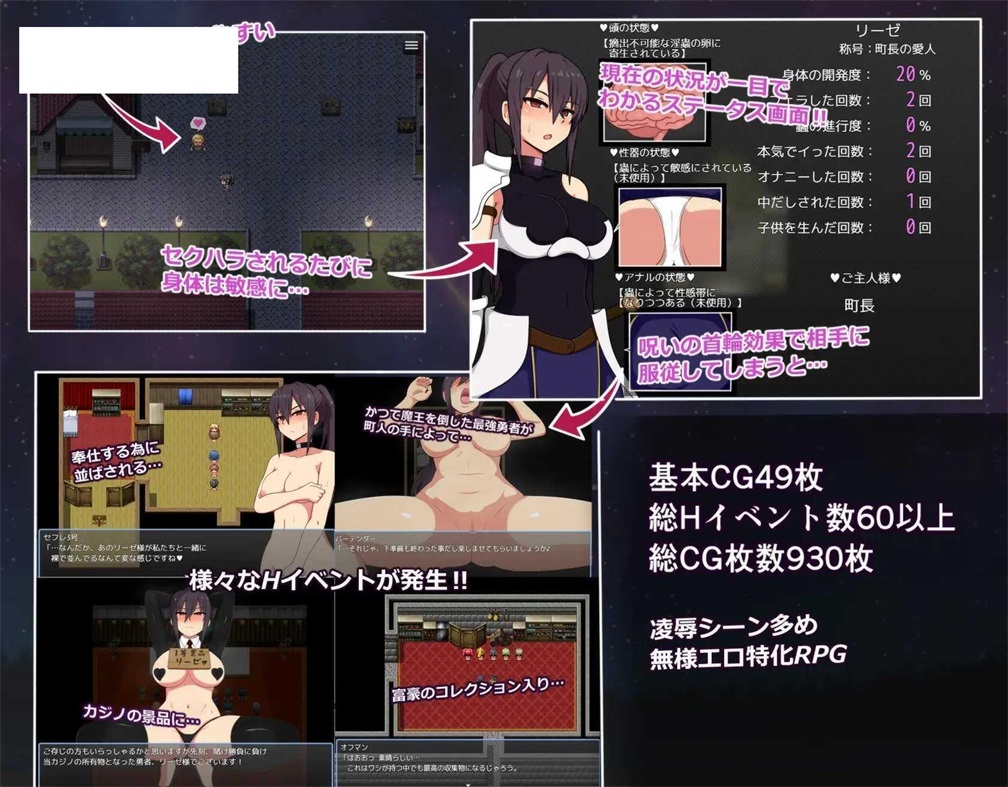 すい
セクハラされるたびに
身体は敏感に…
♥頭の状態♥
【摘出不可能な淫蟲の卵に
寄生されている】
現在の状況が一目で
わかるステータス画面!!
♥性器の状態♥
【蟲によって敏感にされている
(未使用)】
♥アナルの状態♥
【蟲によって性感帯に
なりつつある(未使用)】
リーゼ
称号:町長の愛人
身体の開発度: 20%
ェラした回数: 2回
蟲の進行度: 0%
本気でイった回数: 2回
オナニーした回数: 0回
中だしされた回数: 1回
子供を生んだ回数: 0回
♥ご主人様♥
町長
呪いの首輪効果で相手に
服従してしまうと…
奉仕する為に
並ばされる…
セフレ3号
「…なんだか、あのリーゼ様が私たちと一緒に
裸で並んでるなんて変な感じですね♥
かつて魔王を倒した最強勇者が
町人の手によって…
バーテンダー
「…それじゃ、下準備も終わった事だし楽しませてもらいましょうか♪
様々なHイベントが発生!!
1等景品
リーゼ♥
カジノの景品に…
ご存じの方もいらっしゃるかと思いますが先刻、賭け勝負に負け
当カジノの所有物となった勇者、リーゼ様でございます!
富豪のコレクション入り…
オフマン
「ほおおっ 素晴らしい…
これはワシが持つ中でも最高の収集物になるじゃろう。
基本CG49枚
総Hイベント数60以上
総CG枚数930枚
凌辱シーン多め
無様エロ特化RPG